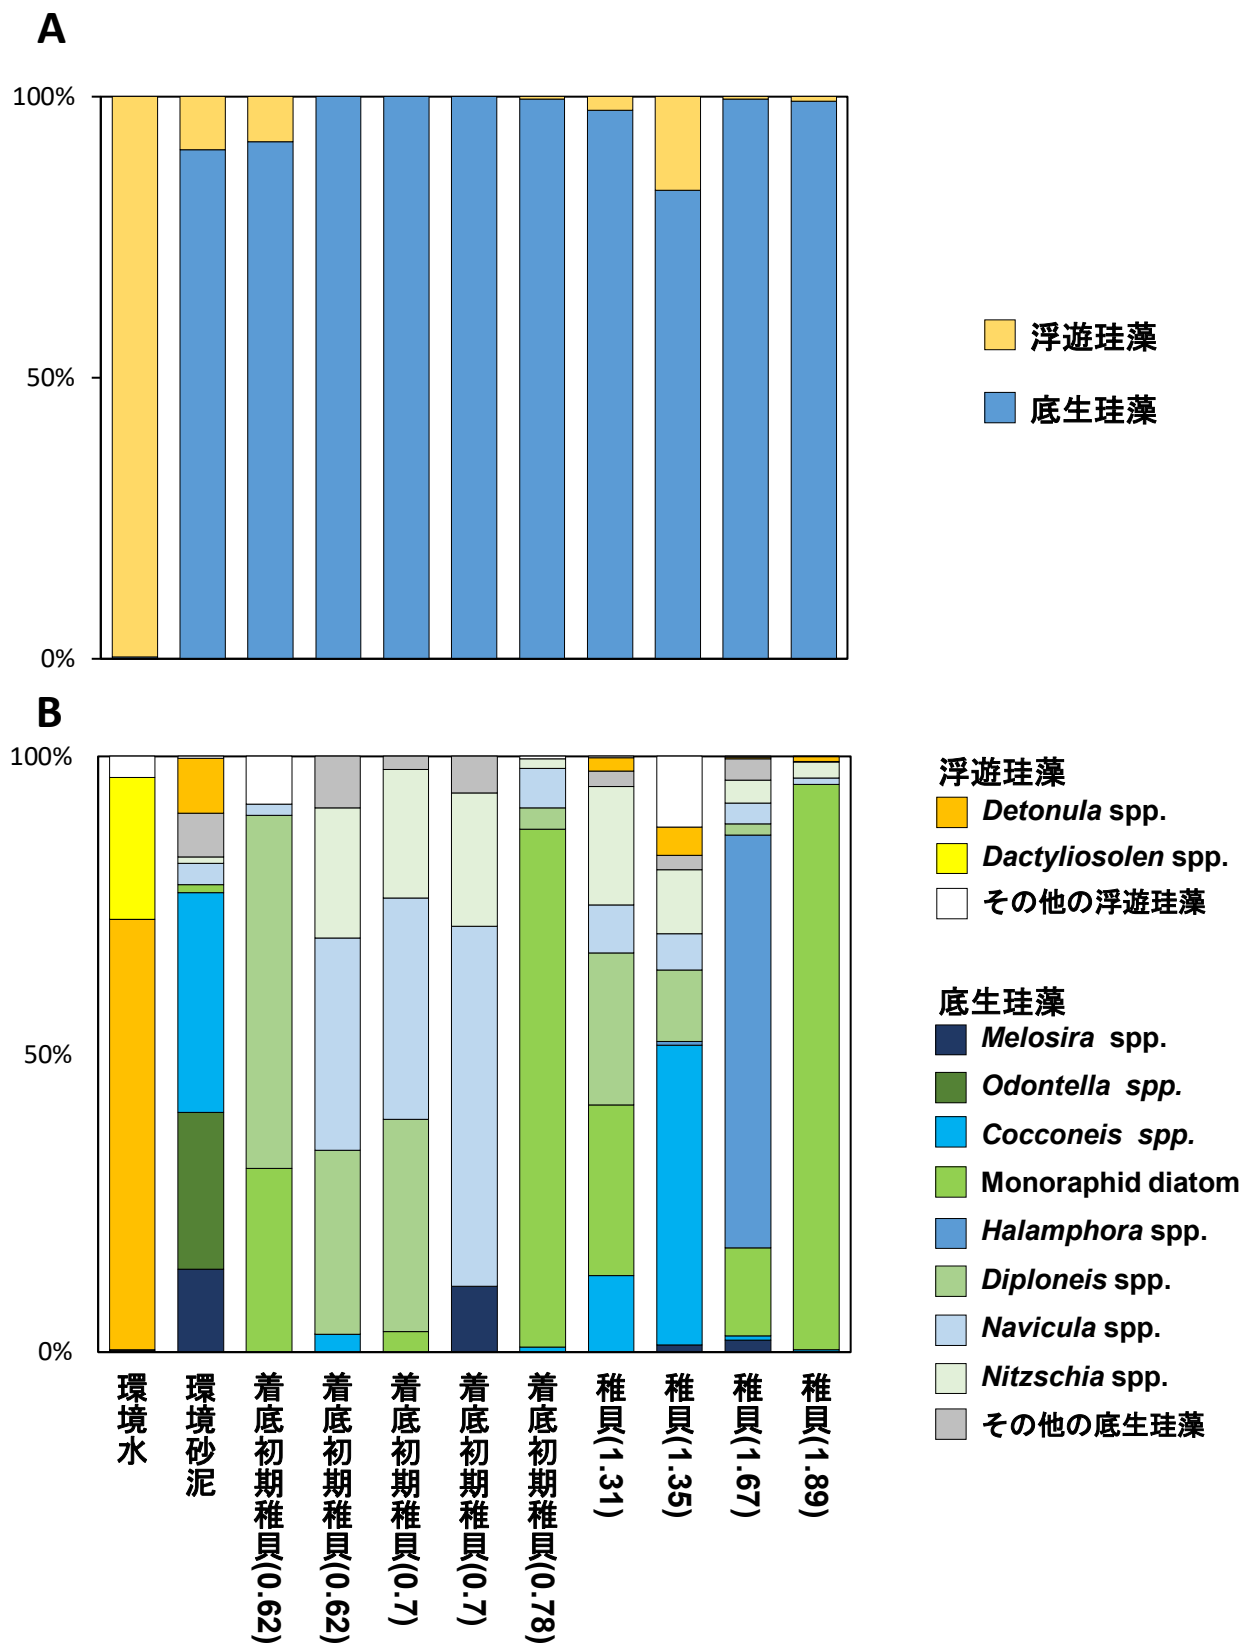 A
100%
50%
0%
浮遊珪藻
底生珪藻
B
100%
50%
0%
浮遊珪藻
Detonula spp.
Dactyliosolen spp.
その他の浮遊珪藻
底生珪藻
Melosira spp.
Odontella spp.
Cocconeis spp.
Monoraphid diatom
Halamphora spp.
Diploneis spp.
Navicula spp.
Nitzschia spp.
その他の底生珪藻
環境水
環境砂泥
着底初期稚貝(0.62)
着底初期稚貝(0.62)
着底初期稚貝(0.7)
着底初期稚貝(0.7)
着底初期稚貝(0.78)
稚貝(1.31)
稚貝(1.35)
稚貝(1.67)
稚貝(1.89)